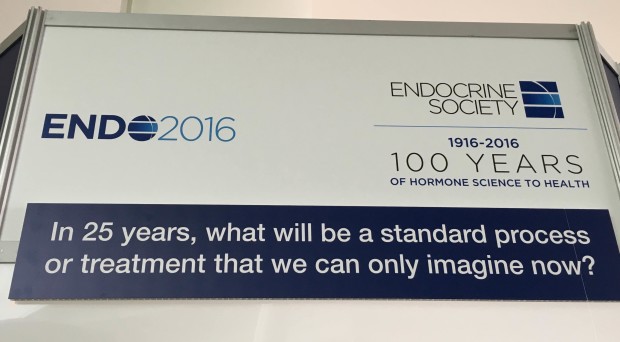 ENDO2016
ENDOCRINE
SOCIETY
1916-2016
100 YEARS
OF HORMONE SCIENCE TO HEALTH
In 25 years, what will be a standard process
or treatment that we can only imagine now?